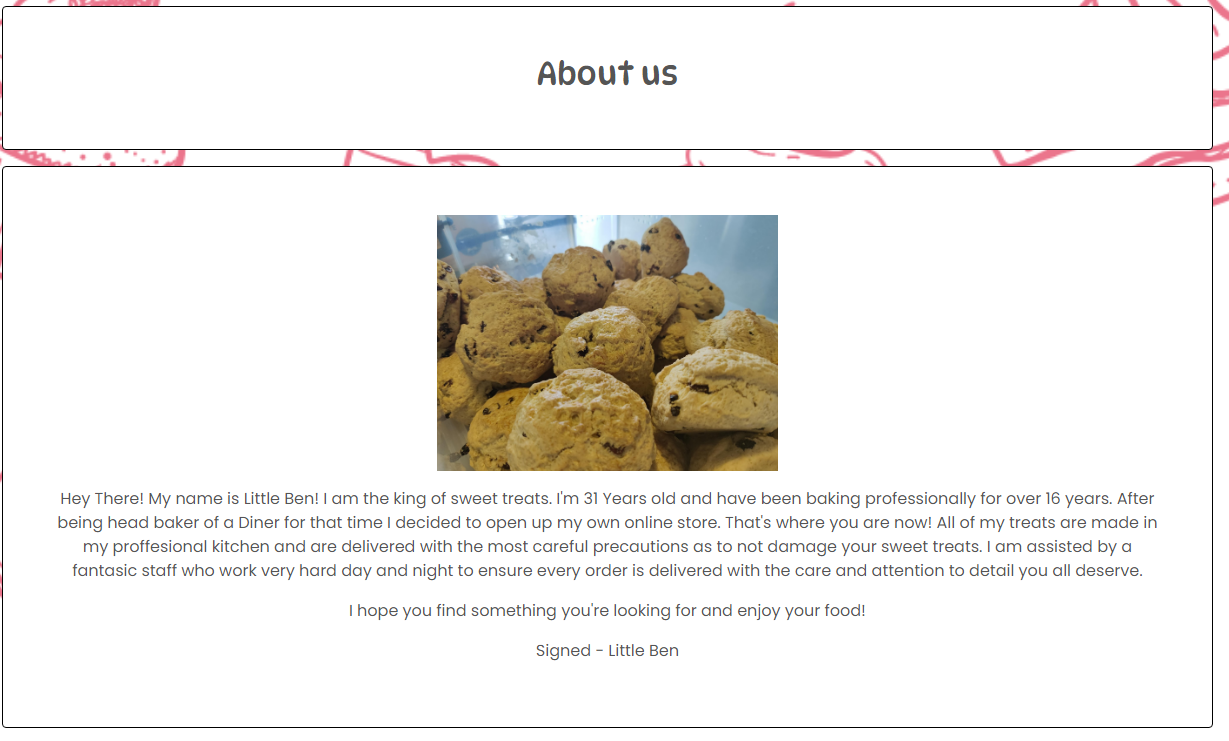 About us
Hey There! My name is Little Ben! I am the king of sweet treats. I'm 31 Years old and have been baking professionally for over 16 years. After
being head baker of a Diner for that time I decided to open up my own online store. That's where you are now! All of my treats are made in
my proffesional kitchen and are delivered with the most careful precautions as to not damage your sweet treats. I am assisted by a
fantasic staff who work very hard day and night to ensure every order is delivered with the care and attention to detail you all deserve.
I hope you find something you're looking for and enjoy your food!
Signed - Little Ben